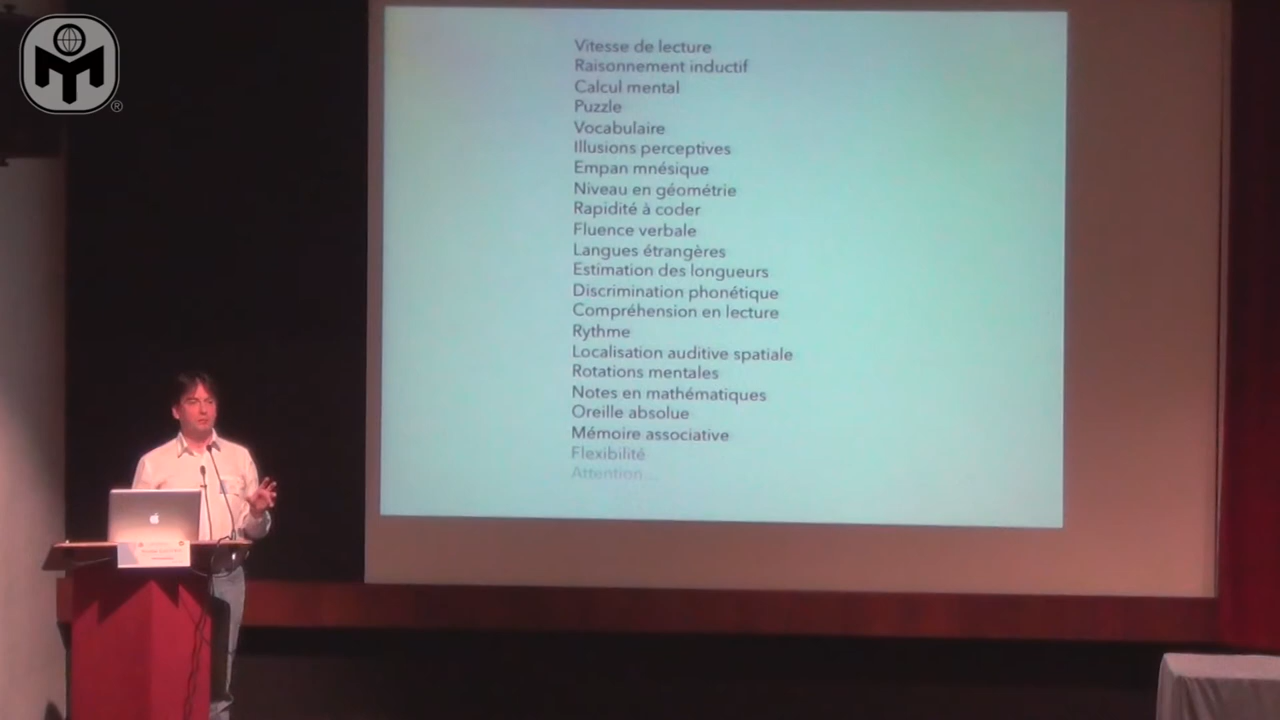 Vitesse de lecture
Raisonnement inductif
Calcul mental
Puzzle
Vocabulaire
Illusions perceptives
Empan mnésique
Niveau en géométrie
Rapidité à coder
Fluence verbale
Langues étrangères
Estimation des longueurs
Discrimination phonétique
Compréhension en lecture
Rythme
Localisation auditive spatiale
Rotations mentales
Notes en mathématiques
Oreille absolue
Mémoire associative
Flexibilité
Attention...
®